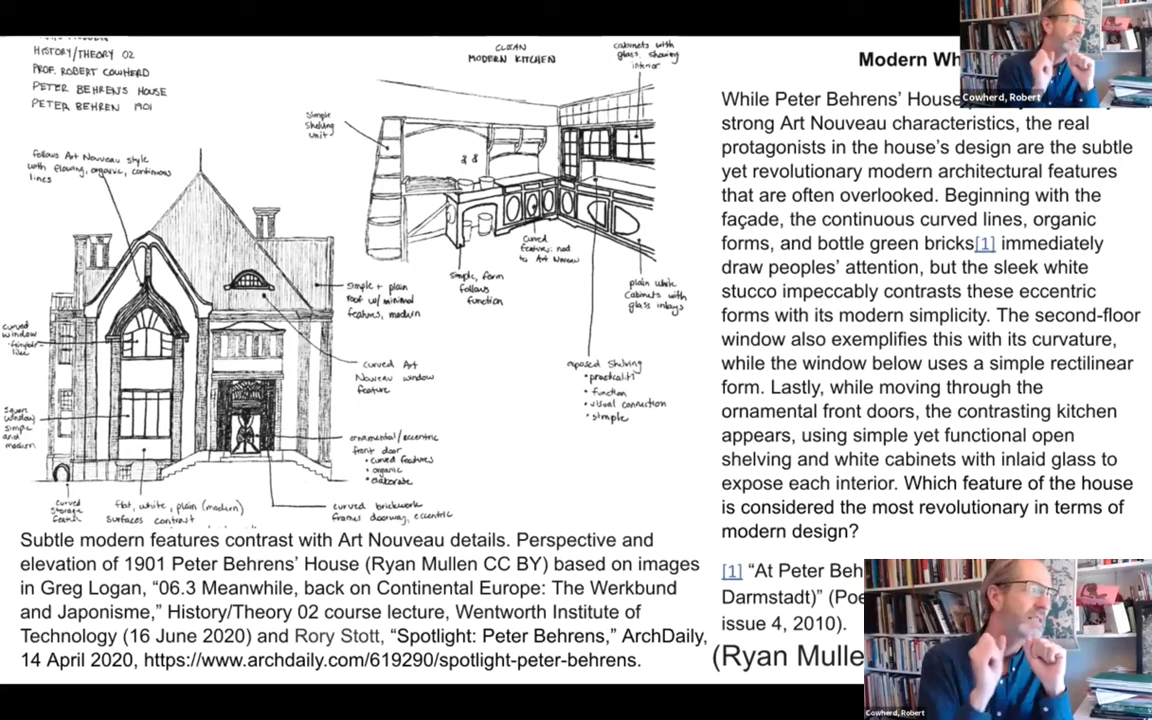 HISTORY/THEORY 02
PROF. ROBERT COWHERD
PETER BEHRENS HOUSE
PETER BEHREN 1901
follows Art Nouveau style
with flowing, organic, continuous
lines
curved
window
square
window,
simple
and
modern
curved
storage
flat, white, plain (modern)
surfaces contrast
simple + plain
roof w/ minimal
features, modern
curved Art
Nouveau window
feature
ornamental/eccentric
front door
• curved features
• organic
• elaborate
curved brickwork
frames doorway, eccentric
CLEAN
MODERN KITCHEN
simple
shelving
unit
cabinets with
glass, showing
interior
curved
features nod
to Art Nouveau
simple, form
follows
function
plain white
cabinets with
glass inlays
exposed shelving
• practicality
• function
• visual connection
• simple
Subtle modern features contrast with Art Nouveau details. Perspective and
elevation of 1901 Peter Behrens’ House (Ryan Mullen CC BY) based on images
in Greg Logan, “06.3 Meanwhile, back on Continental Europe: The Werkbund
and Japonisme,” History/Theory 02 course lecture, Wentworth Institute of
Technology (16 June 2020) and Rory Stott, “Spotlight: Peter Behrens,” ArchDaily,
14 April 2020, https://www.archdaily.com/619290/spotlight-peter-behrens.
Modern Wh
While Peter Behrens’ House
strong Art Nouveau characteristics, the real
protagonists in the house’s design are the subtle
yet revolutionary modern architectural features
that are often overlooked. Beginning with the
façade, the continuous curved lines, organic
forms, and bottle green bricks[1] immediately
draw peoples’ attention, but the sleek white
stucco impeccably contrasts these eccentric
forms with its modern simplicity. The second-floor
window also exemplifies this with its curvature,
while the window below uses a simple rectilinear
form. Lastly, while moving through the
ornamental front doors, the contrasting kitchen
appears, using simple yet functional open
shelving and white cabinets with inlaid glass to
expose each interior. Which feature of the house
is considered the most revolutionary in terms of
modern design?
[1] “At Peter Beh
Darmstadt)” (Poe
issue 4, 2010).
(Ryan Mulle
Cowherd, Robert
Cowherd, Robert